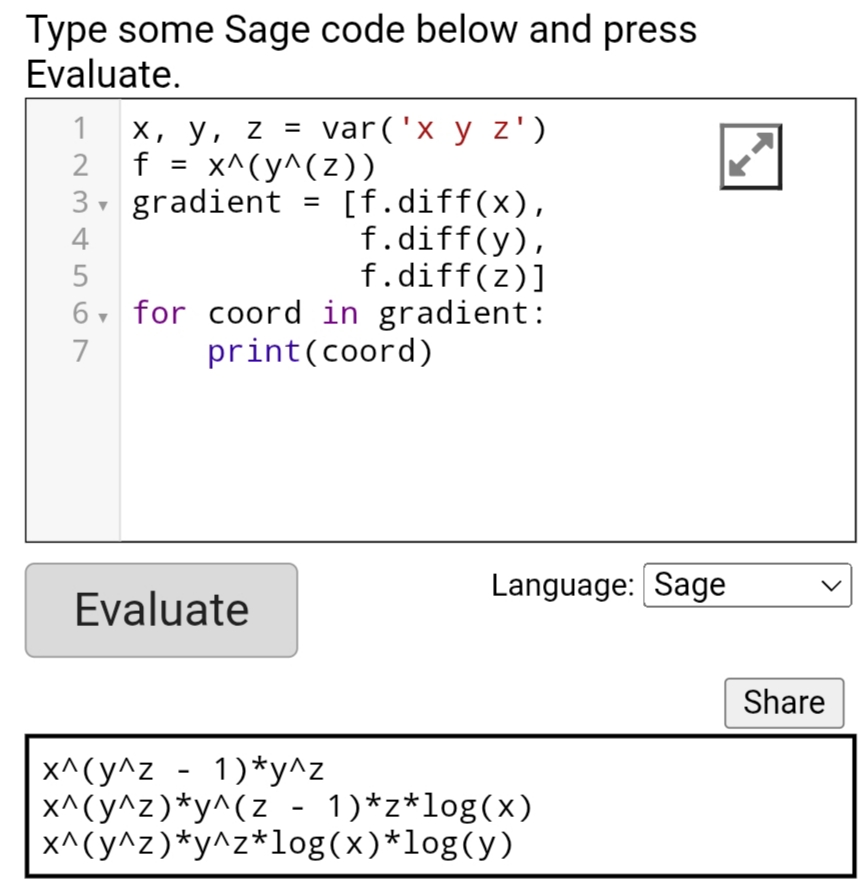 Type some Sage code below and press
Evaluate.
1 x, y, z = var('x y z')
2 f = x^(y^(z))
3 gradient = [f.diff(x),
4             f.diff(y),
5             f.diff(z)]
6 for coord in gradient:
7     print(coord)
Evaluate
Language: Sage
Share
x^(y^z - 1)*y^z
x^(y^z)*y^(z - 1)*z*log(x)
x^(y^z)*y^z*log(x)*log(y)